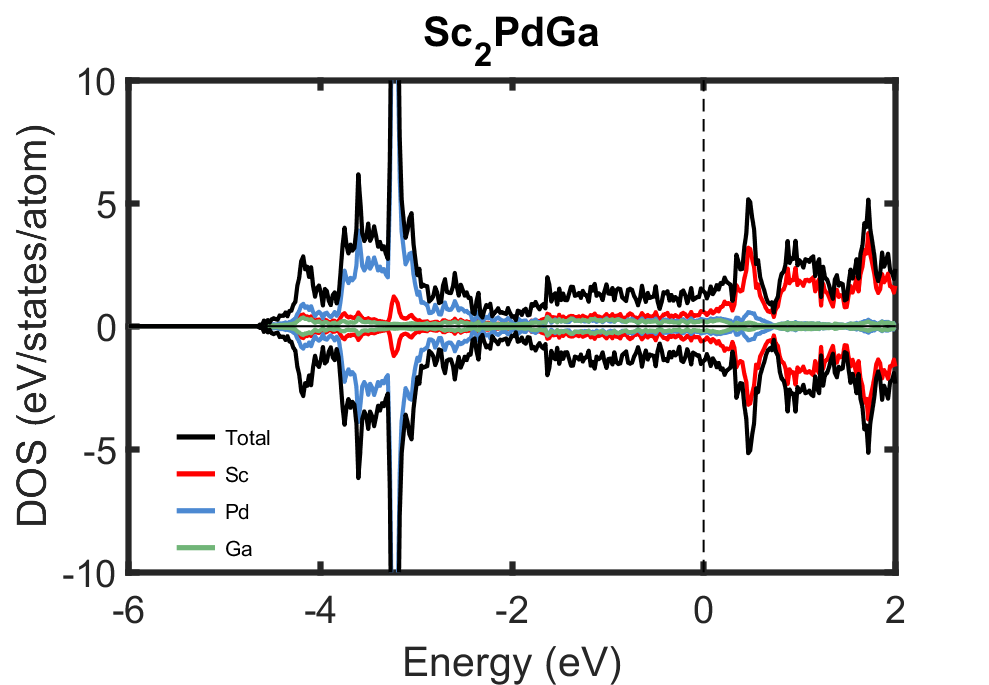 Sc2PdGa
DOS (eV/states/atom)
10
5
0
-5
-10
Total
Sc
Pd
Ga
-6 -4 -2 0 2
Energy (eV)